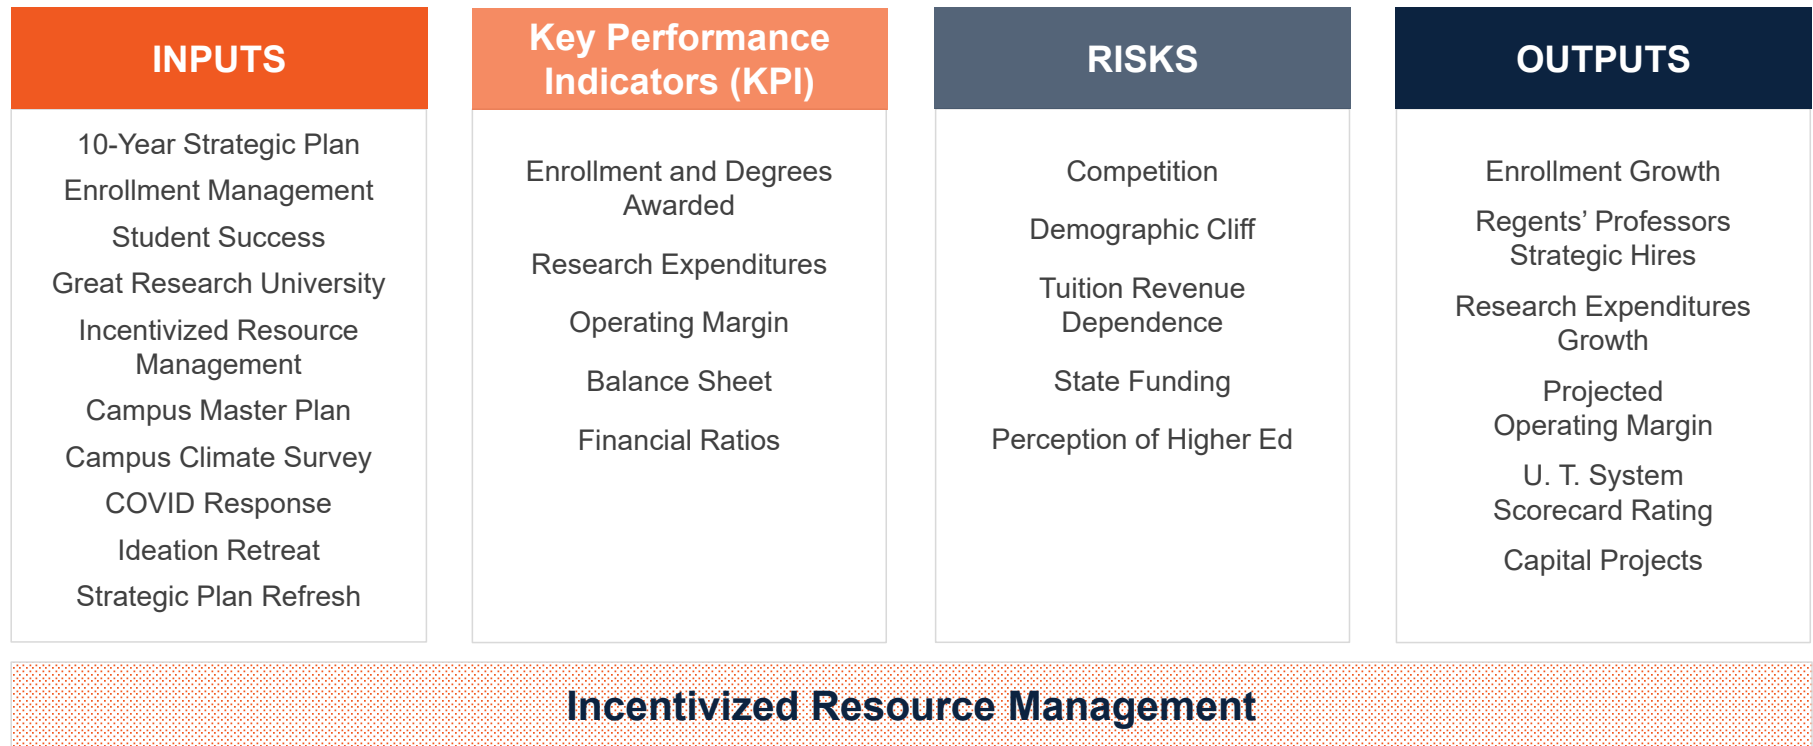 INPUTS
10-Year Strategic Plan
Enrollment Management
Student Success
Great Research University
Incentivized Resource
Management
Campus Master Plan
Campus Climate Survey
COVID Response
Ideation Retreat
Strategic Plan Refresh
Key Performance
Indicators (KPI)
Enrollment and Degrees
Awarded
Research Expenditures
Operating Margin
Balance Sheet
Financial Ratios
RISKS
Competition
Demographic Cliff
Tuition Revenue
Dependence
State Funding
Perception of Higher Ed
OUTPUTS
Enrollment Growth
Regents’ Professors
Strategic Hires
Research Expenditures
Growth
Projected
Operating Margin
U. T. System
Scorecard Rating
Capital Projects
Incentivized Resource Management